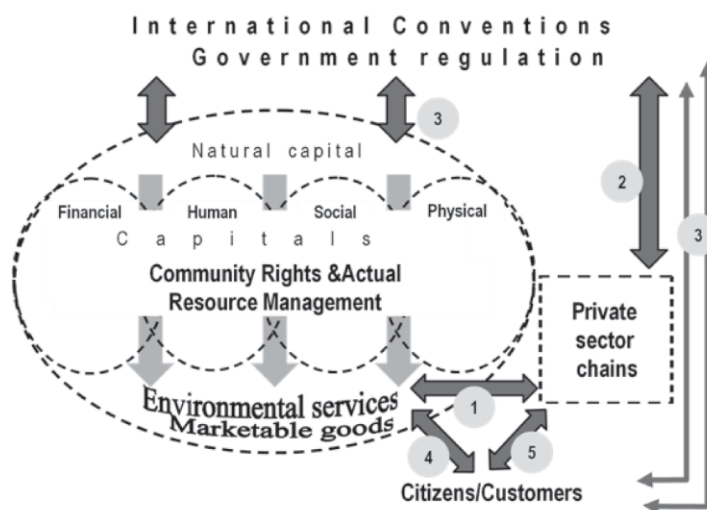 International Conventions
Government regulation
3
Natural capital
2
Financial Human Social Physical
3
Capitals
Community Rights &Actual
Resource Management
Private
sector
chains
Environmental services
1
Marketable goods
4
5
Citizens/Customers